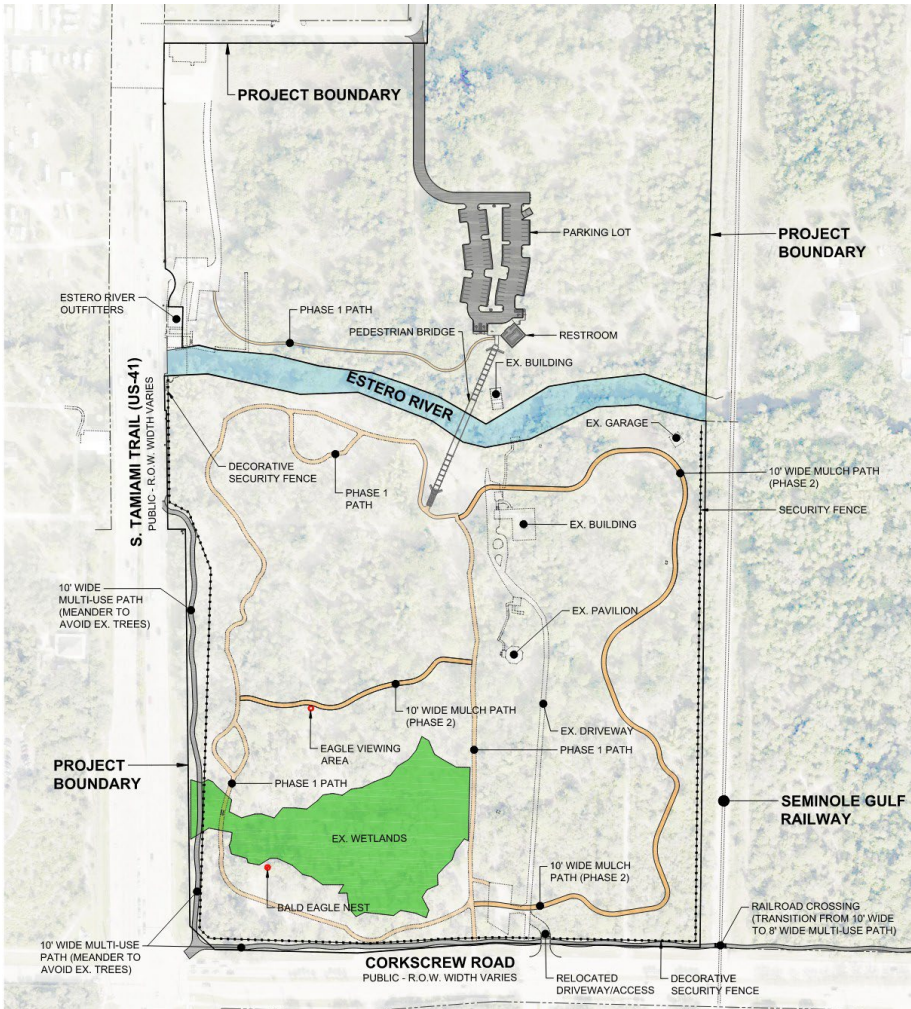 PROJECT BOUNDARY
PARKING LOT
PROJECT
BOUNDARY
ESTERO RIVER
OUTFITTERS
PHASE 1 PATH
PEDESTRIAN BRIDGE
RESTROOM
EX. BUILDING
ESTERO RIVER
S. TAMIAMI TRAIL (US-41)
PUBLIC - R.O.W. WIDTH VARIES
EX. GARAGE
DECORATIVE
SECURITY FENCE
PHASE 1
PATH
10' WIDE MULCH PATH
(PHASE 2)
SECURITY FENCE
EX. BUILDING
10' WIDE
MULTI-USE PATH
(MEANDER TO
AVOID EX. TREES)
EX. PAVILION
10' WIDE MULCH PATH
(PHASE 2)
EX. DRIVEWAY
EAGLE VIEWING
AREA
PHASE 1 PATH
PROJECT
BOUNDARY
PHASE 1 PATH
SEMINOLE GULF
RAILWAY
EX. WETLANDS
10' WIDE MULCH
PATH (PHASE 2)
BALD EAGLE NEST
RAILROAD CROSSING
(TRANSITION FROM 10' WIDE
TO 8' WIDE MULTI-USE PATH)
10' WIDE MULTI-USE
PATH (MEANDER TO
AVOID EX. TREES)
CORKSCREW ROAD
PUBLIC - R.O.W. WIDTH VARIES
RELOCATED
DRIVEWAY/ACCESS
DECORATIVE
SECURITY FENCE